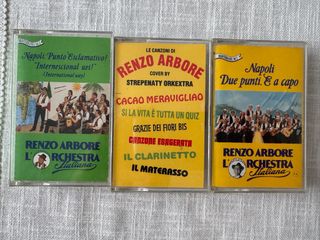 Napoli "Punto Esclamativo!"
"Internescional uei!"
(International way)
RENZO ARBORE
L'ORCHESTRA
Italiana
LE CANZONI DI
RENZO ARBORE
COVER BY
STREPENATY ORKEXTRA
CACAO MERAVIGLIAO
SI LA VITA È TUTTA UN QUIZ
GRAZIE DEI FIORI BIS
CANZONE ESAGERATA
IL CLARINETTO
IL MATERASSO
Napoli
Due punti. E a capo
RENZO ARBORE
L'ORCHESTRA
Italiana